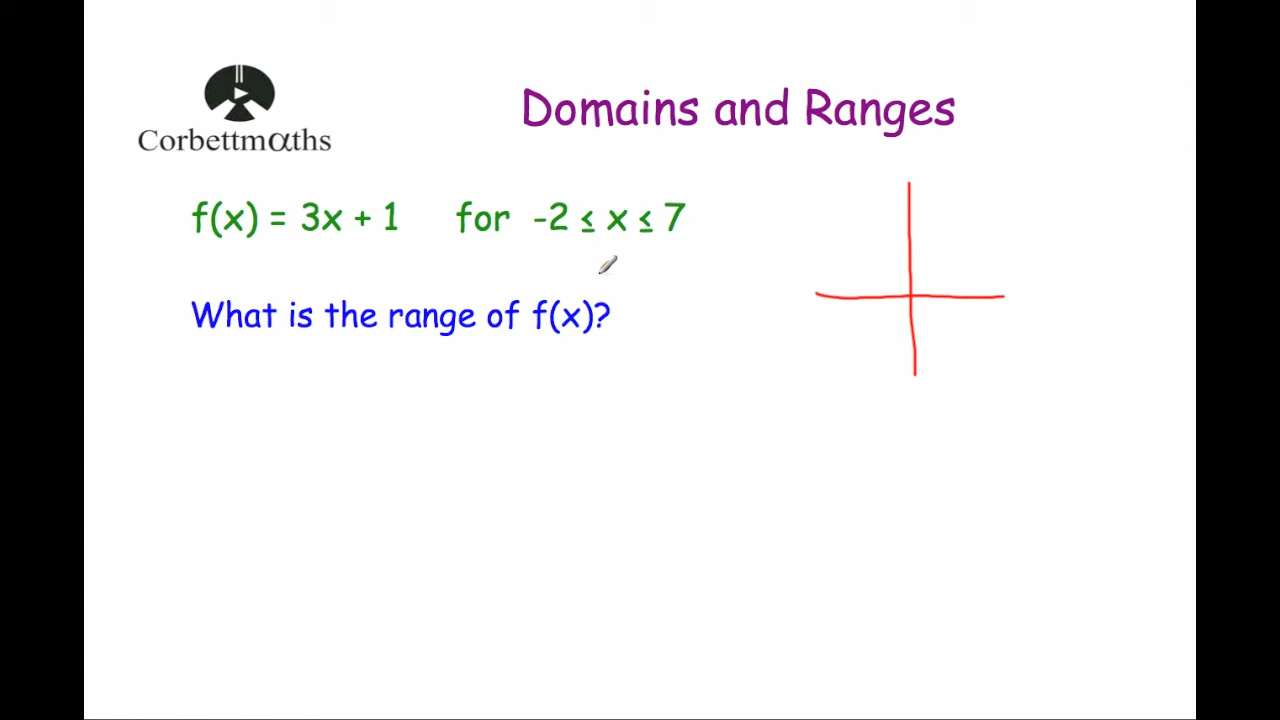 Corbettmαths
Domains and Ranges
f(x) = 3x + 1 for -2 ≤ x ≤ 7
What is the range of f(x)?